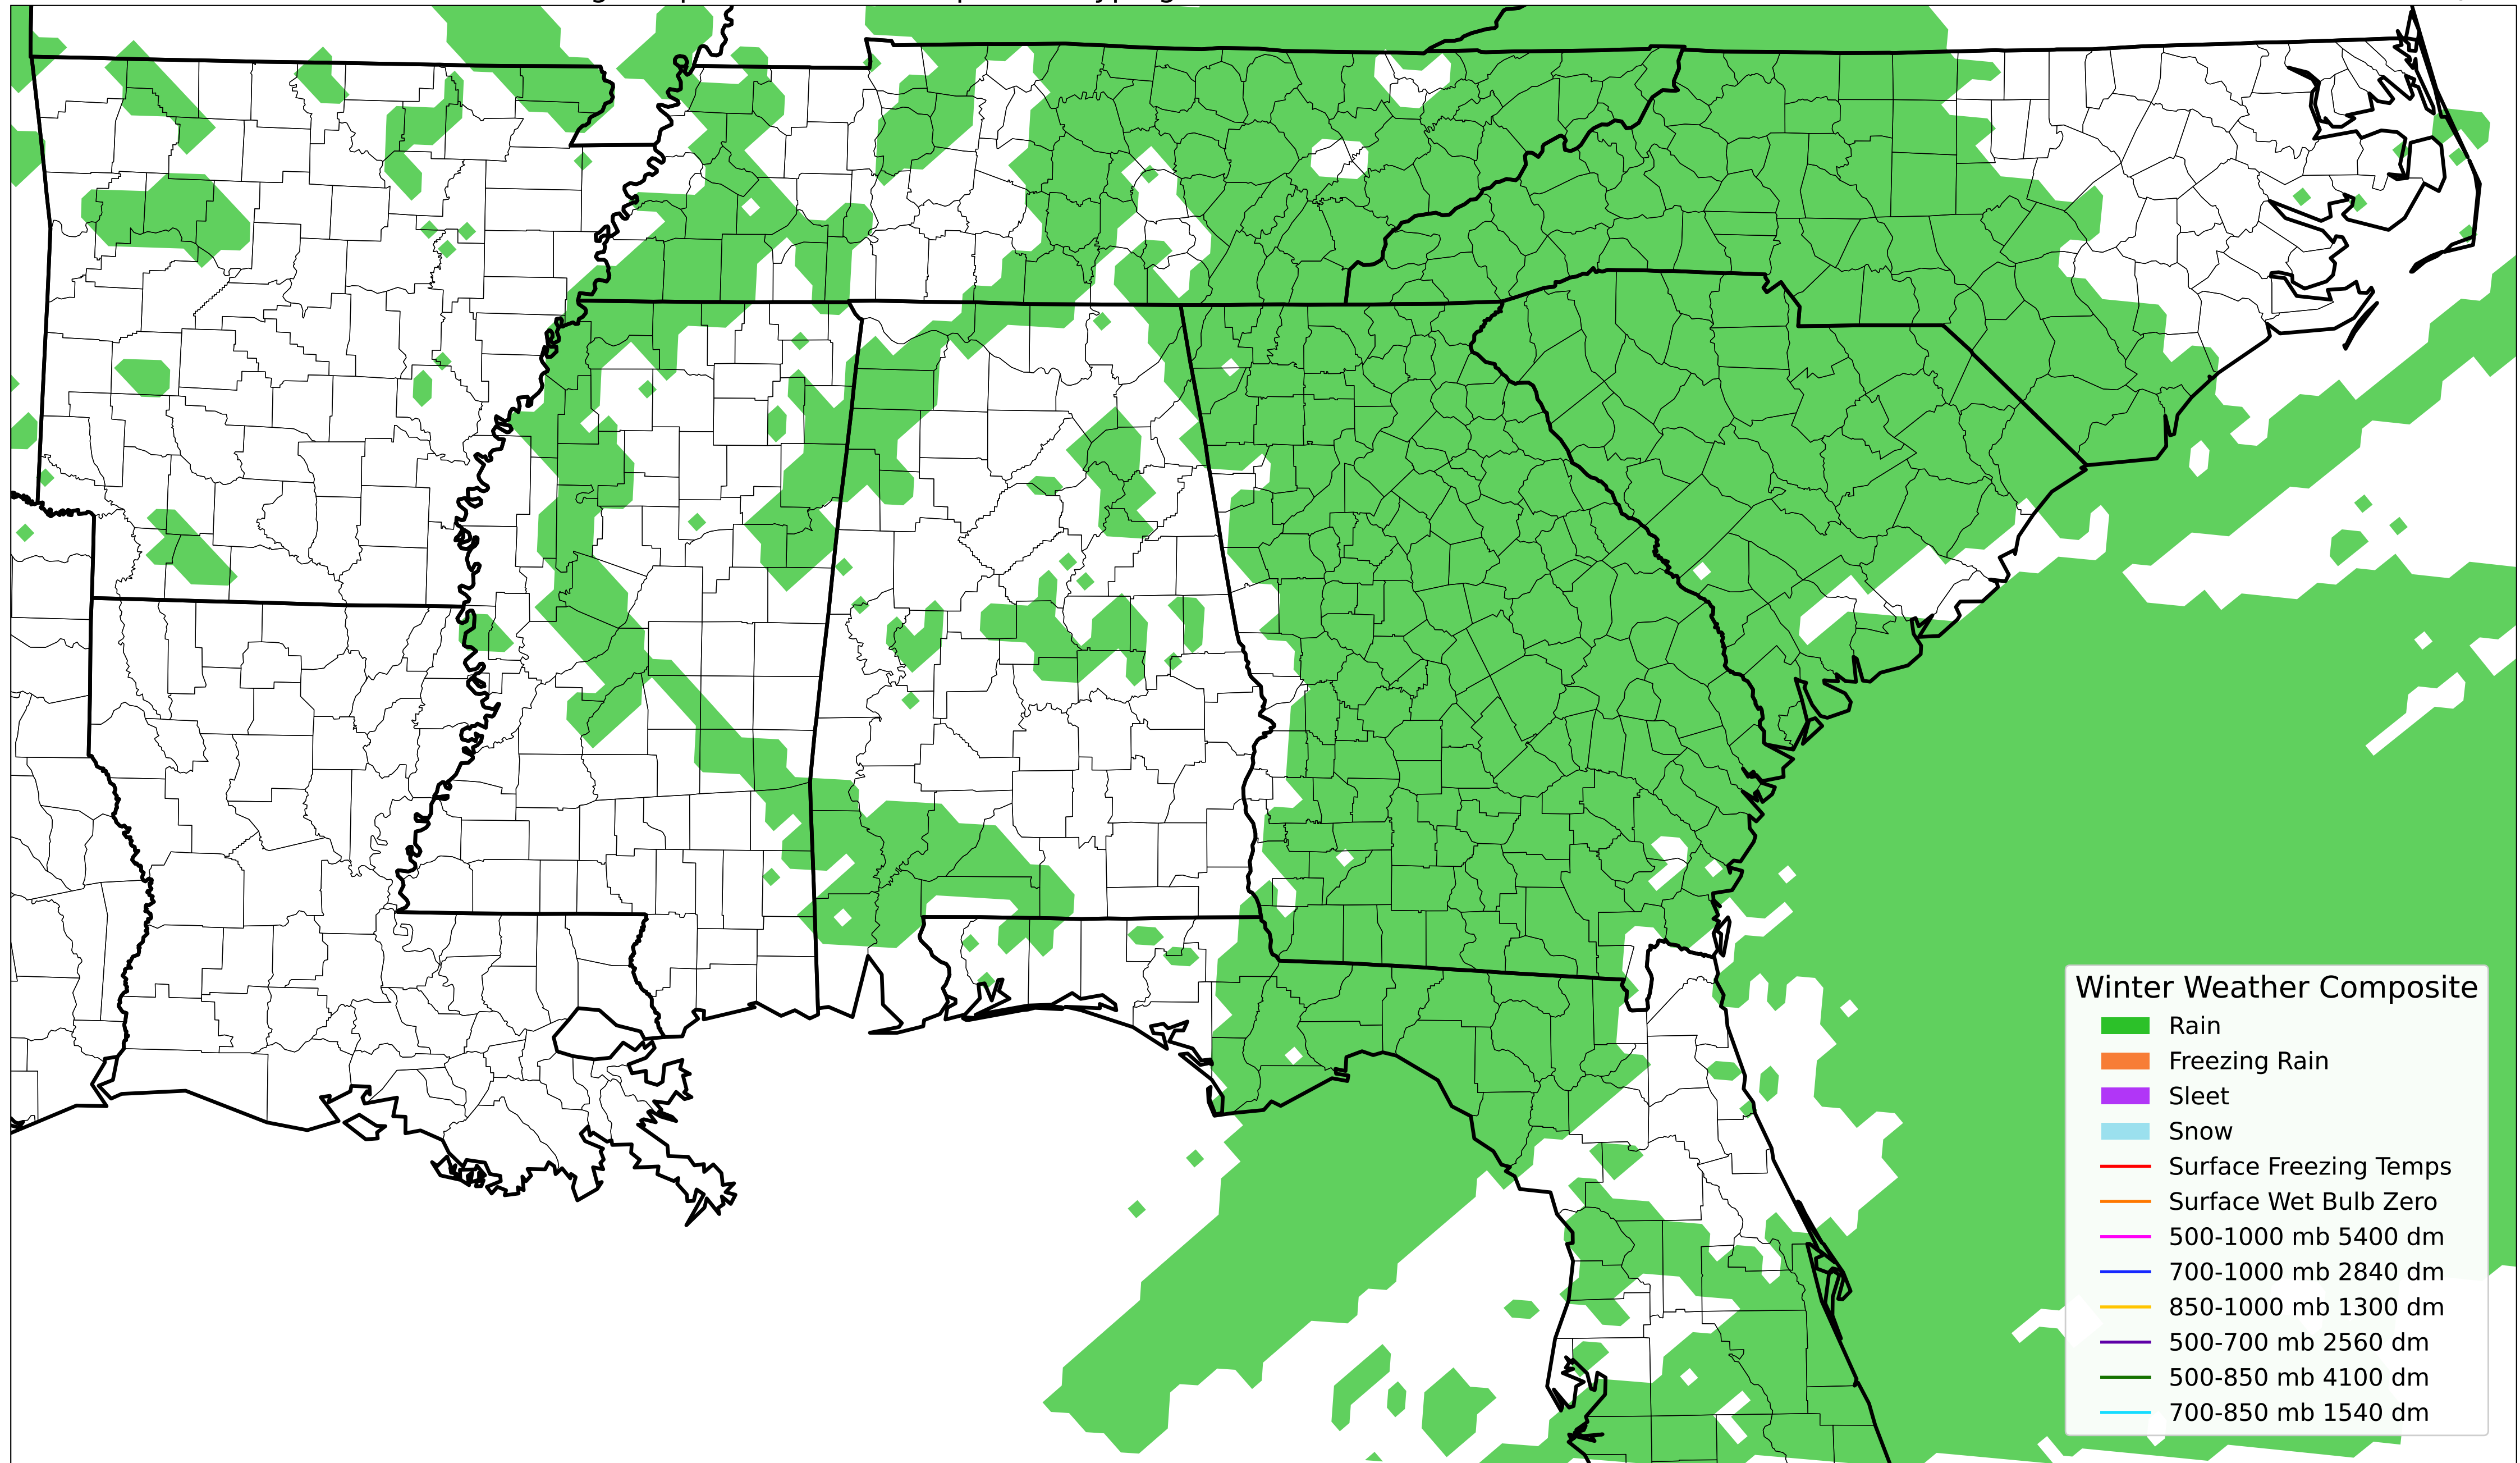 Winter Weather Composite
Rain
Freezing Rain
Sleet
Snow
Surface Freezing Temps
Surface Wet Bulb Zero
500-1000 mb 5400 dm
700-1000 mb 2840 dm
850-1000 mb 1300 dm
500-700 mb 2560 dm
500-850 mb 4100 dm
700-850 mb 1540 dm